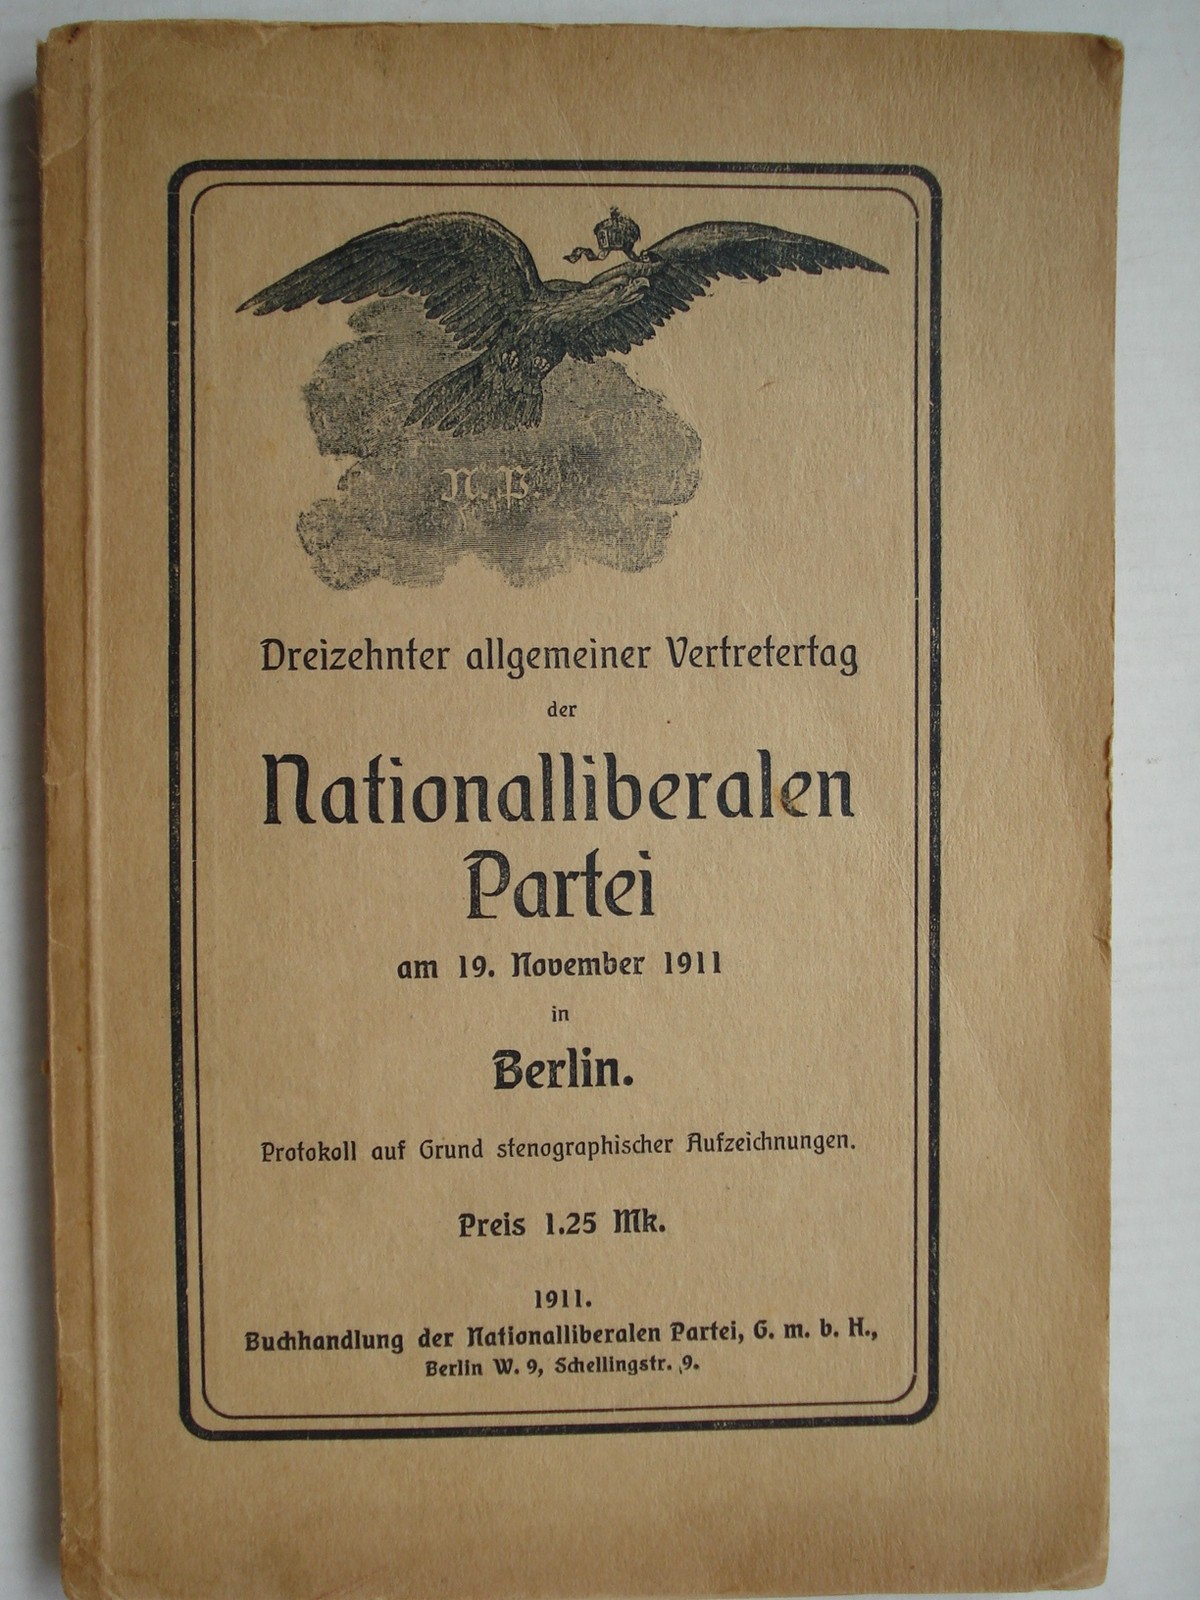 N. P.
Dreizehnter allgemeiner Vertretertag
der
Nationalliberalen
Partei
am 19. November 1911
in
Berlin.
Protokoll auf Grund stenographischer Aufzeichnungen.
Preis 1.25 Mk.
1911.
Buchhandlung der Nationalliberalen Partei, G. m. b. H.,
Berlin W. 9, Schellingstr. 9.